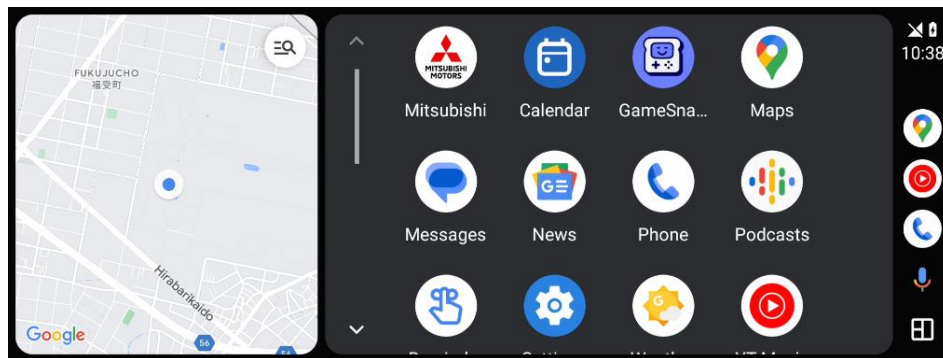 FUKUJUCHO
福受町
Hirabarikaido
Google
56
MITSUBISHI
MOTORS
Mitsubishi
Calendar
GameSna...
Maps
Messages
News
Phone
Podcasts
10:38